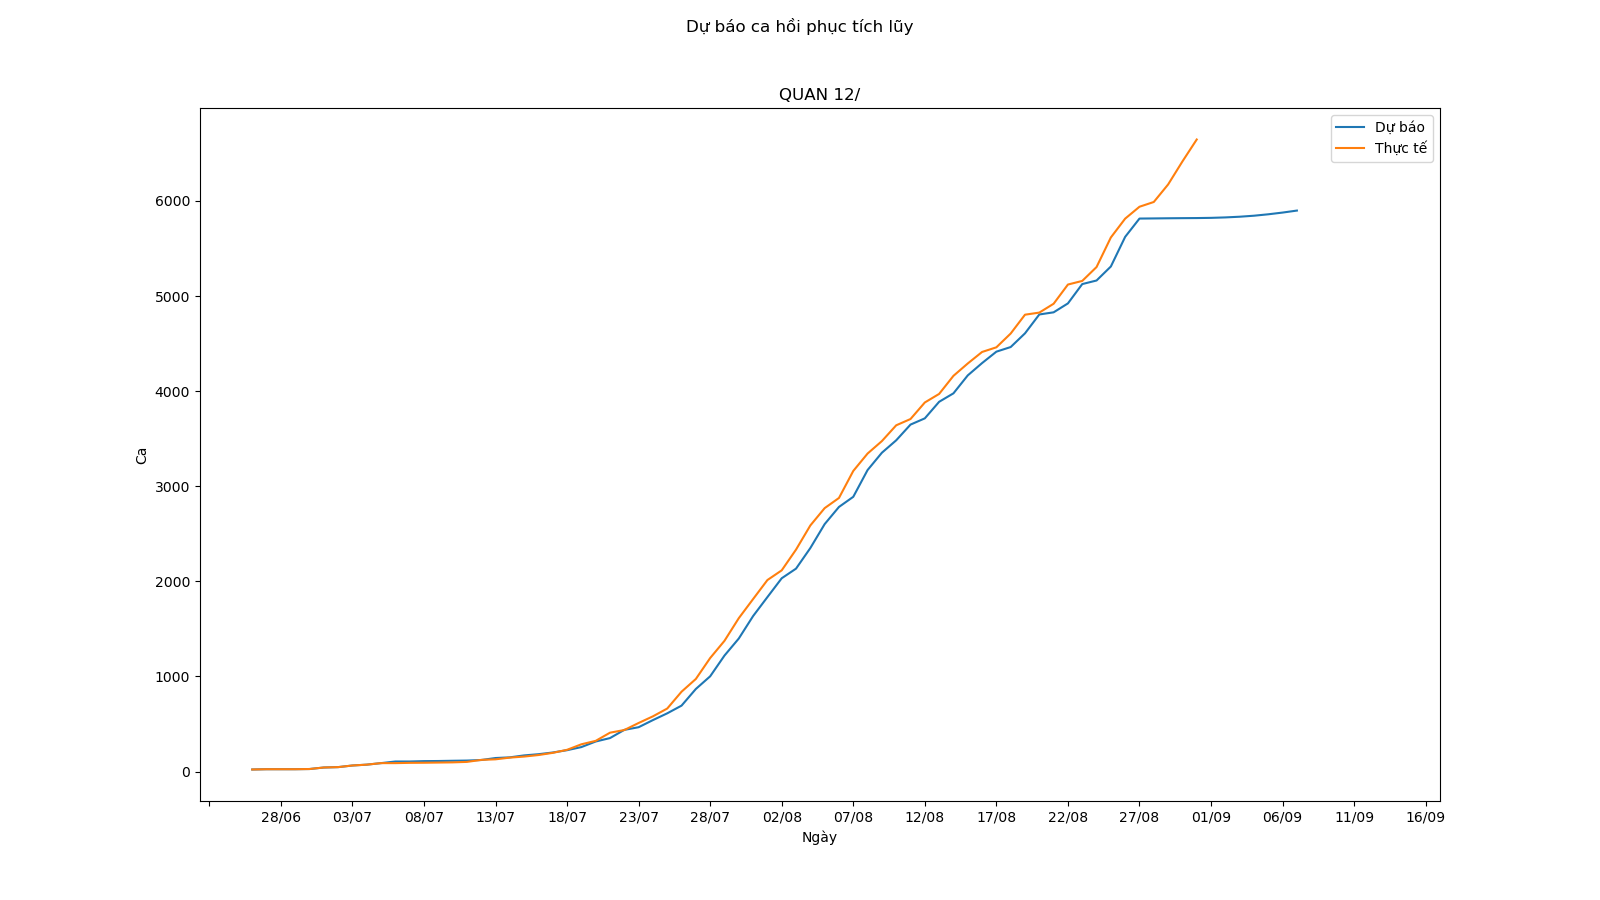 Dự báo ca hồi phục tích lũy
QUAN 12/
Dự báo
Thực tế
6000
5000
4000
3000
2000
1000
0
Ca
28/06 03/07 08/07 13/07 18/07 23/07 28/07 02/08 07/08 12/08 17/08 22/08 27/08 01/09 06/09 11/09 16/09
Ngày